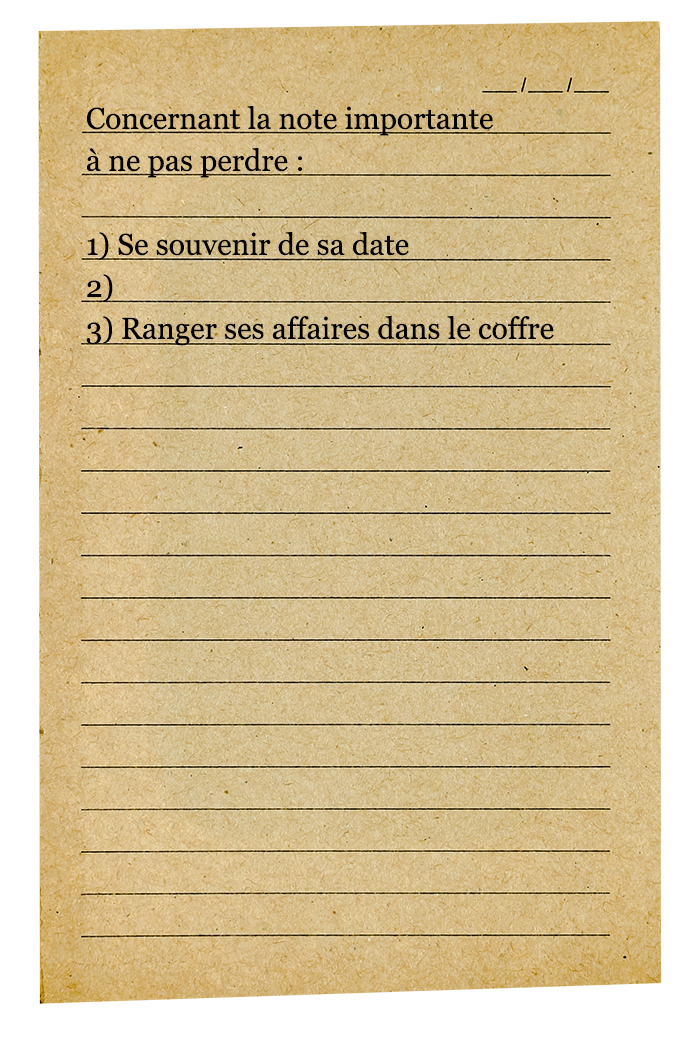 ___/___/___
Concernant la note importante
à ne pas perdre :
1) Se souvenir de sa date
2)
3) Ranger ses affaires dans le coffre